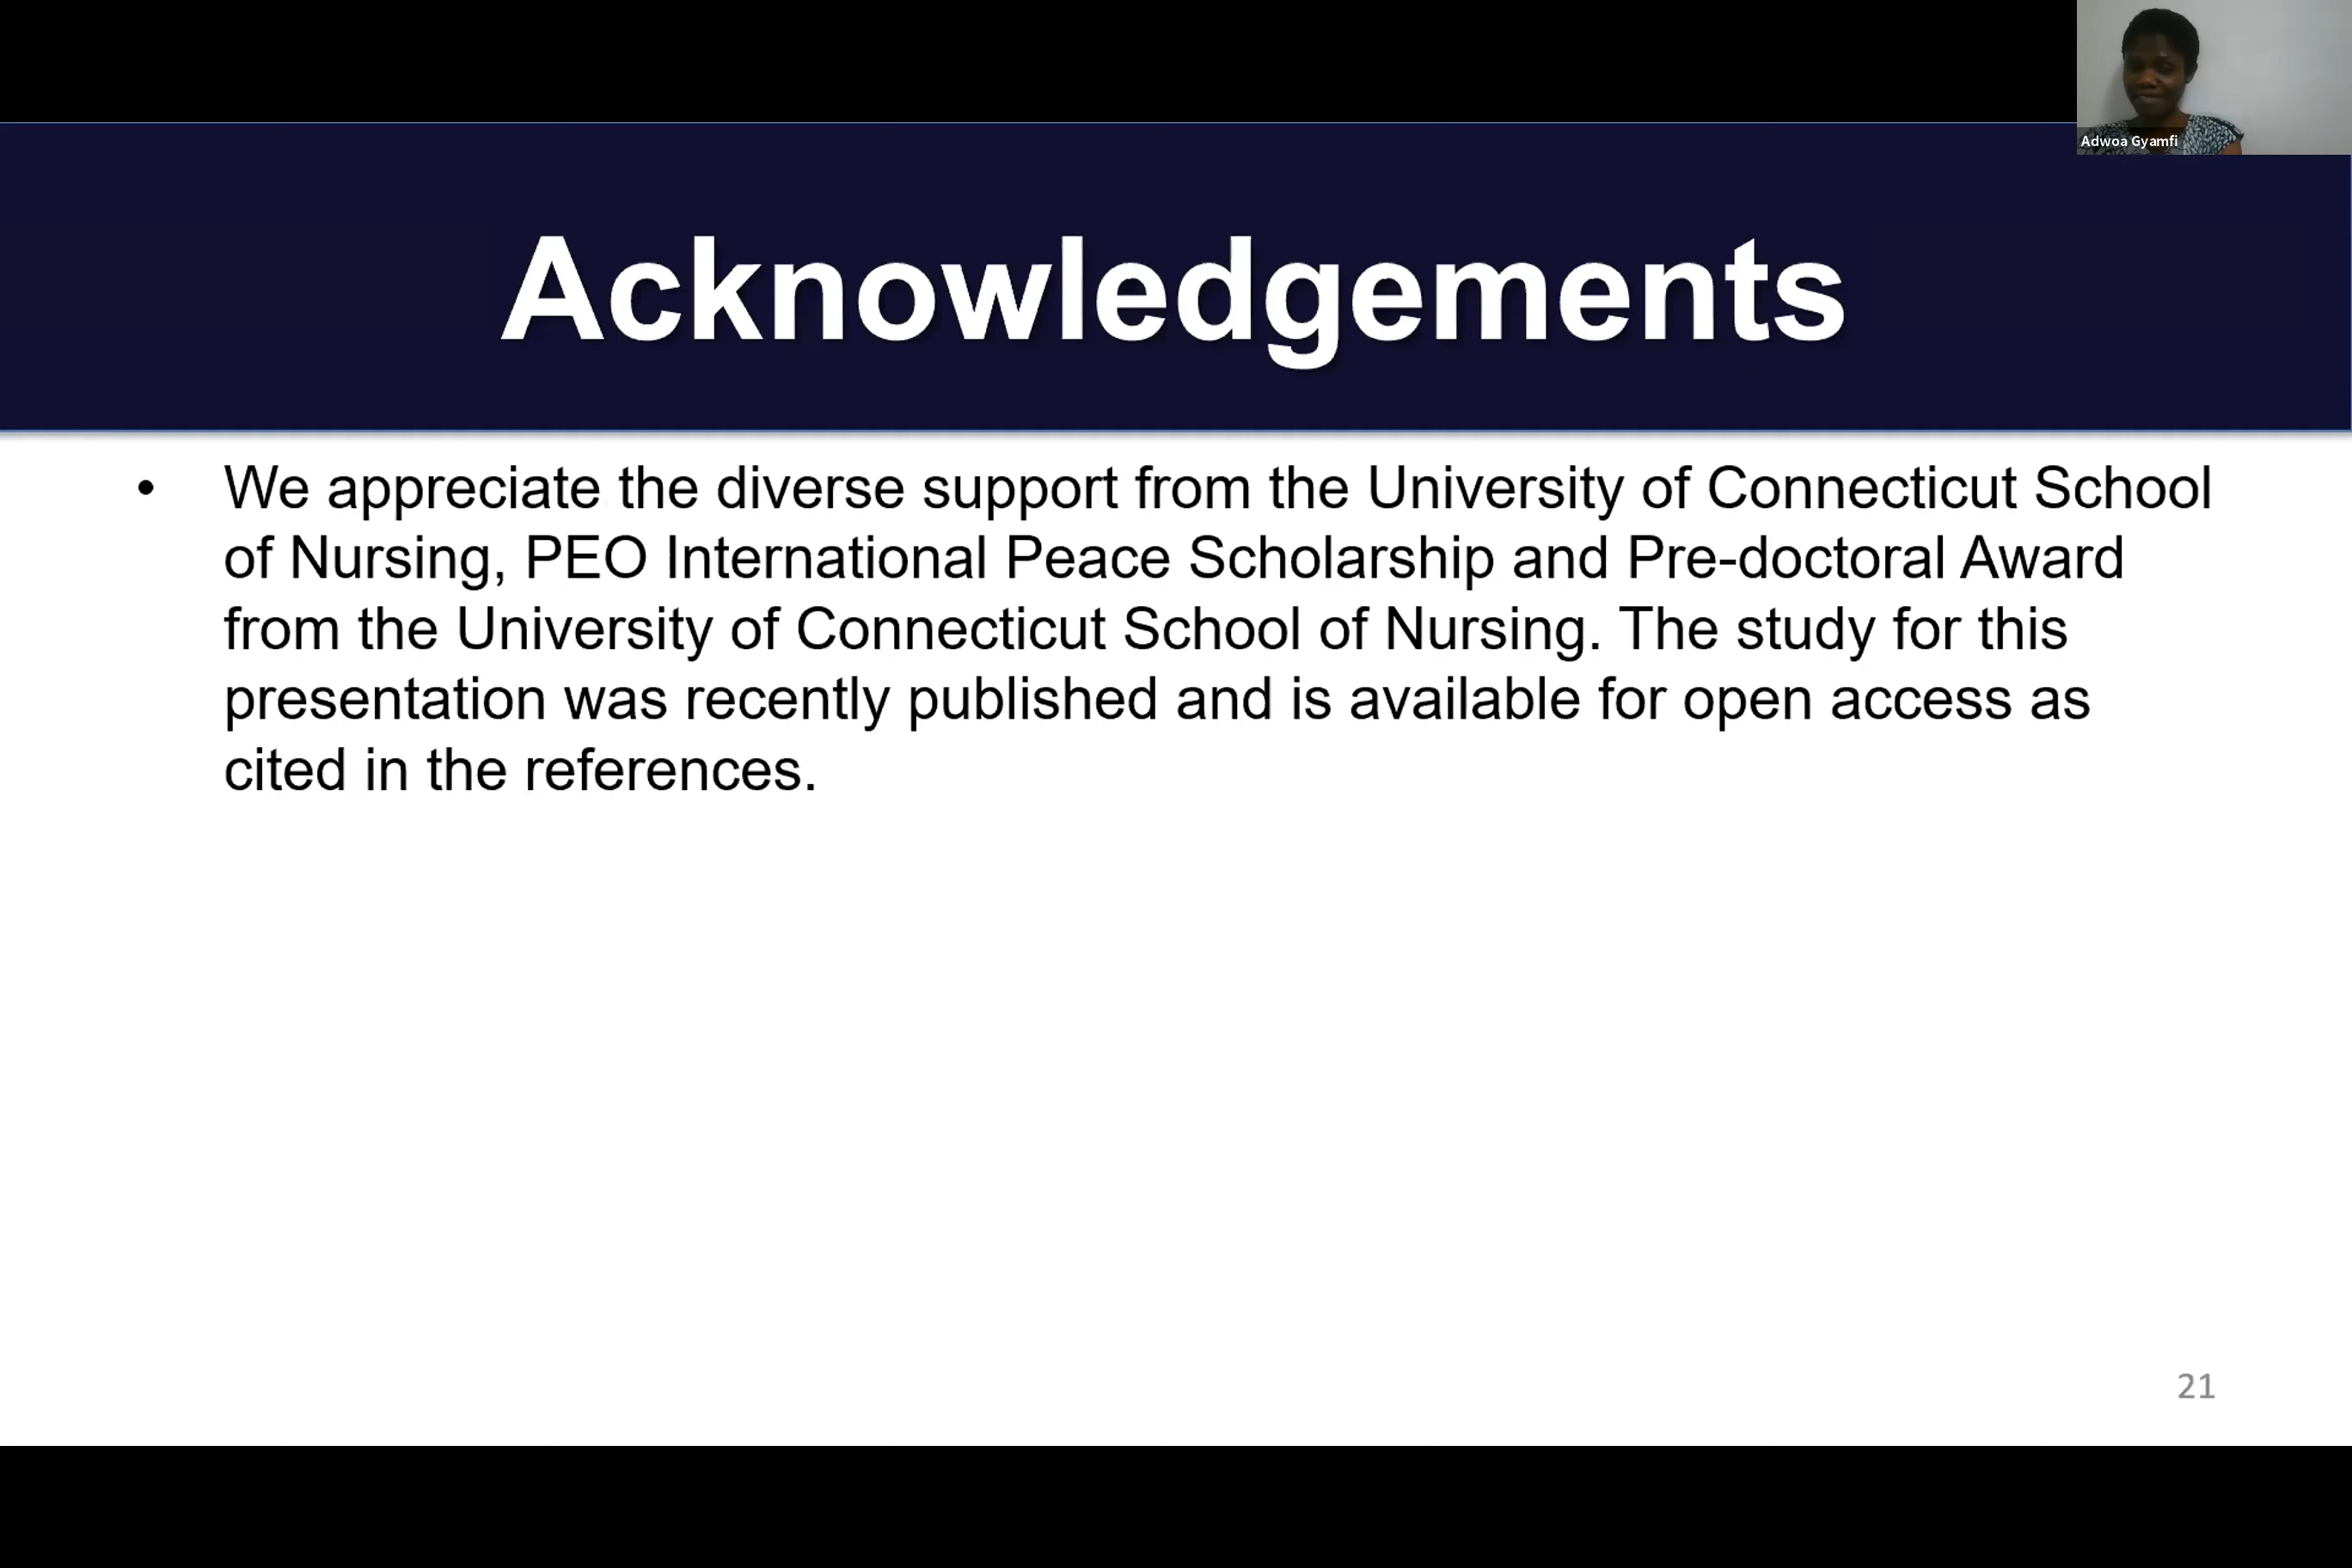 Adwoa Gyamfi
Acknowledgements
• We appreciate the diverse support from the University of Connecticut School
of Nursing, PEO International Peace Scholarship and Pre-doctoral Award
from the University of Connecticut School of Nursing. The study for this
presentation was recently published and is available for open access as
cited in the references.
21